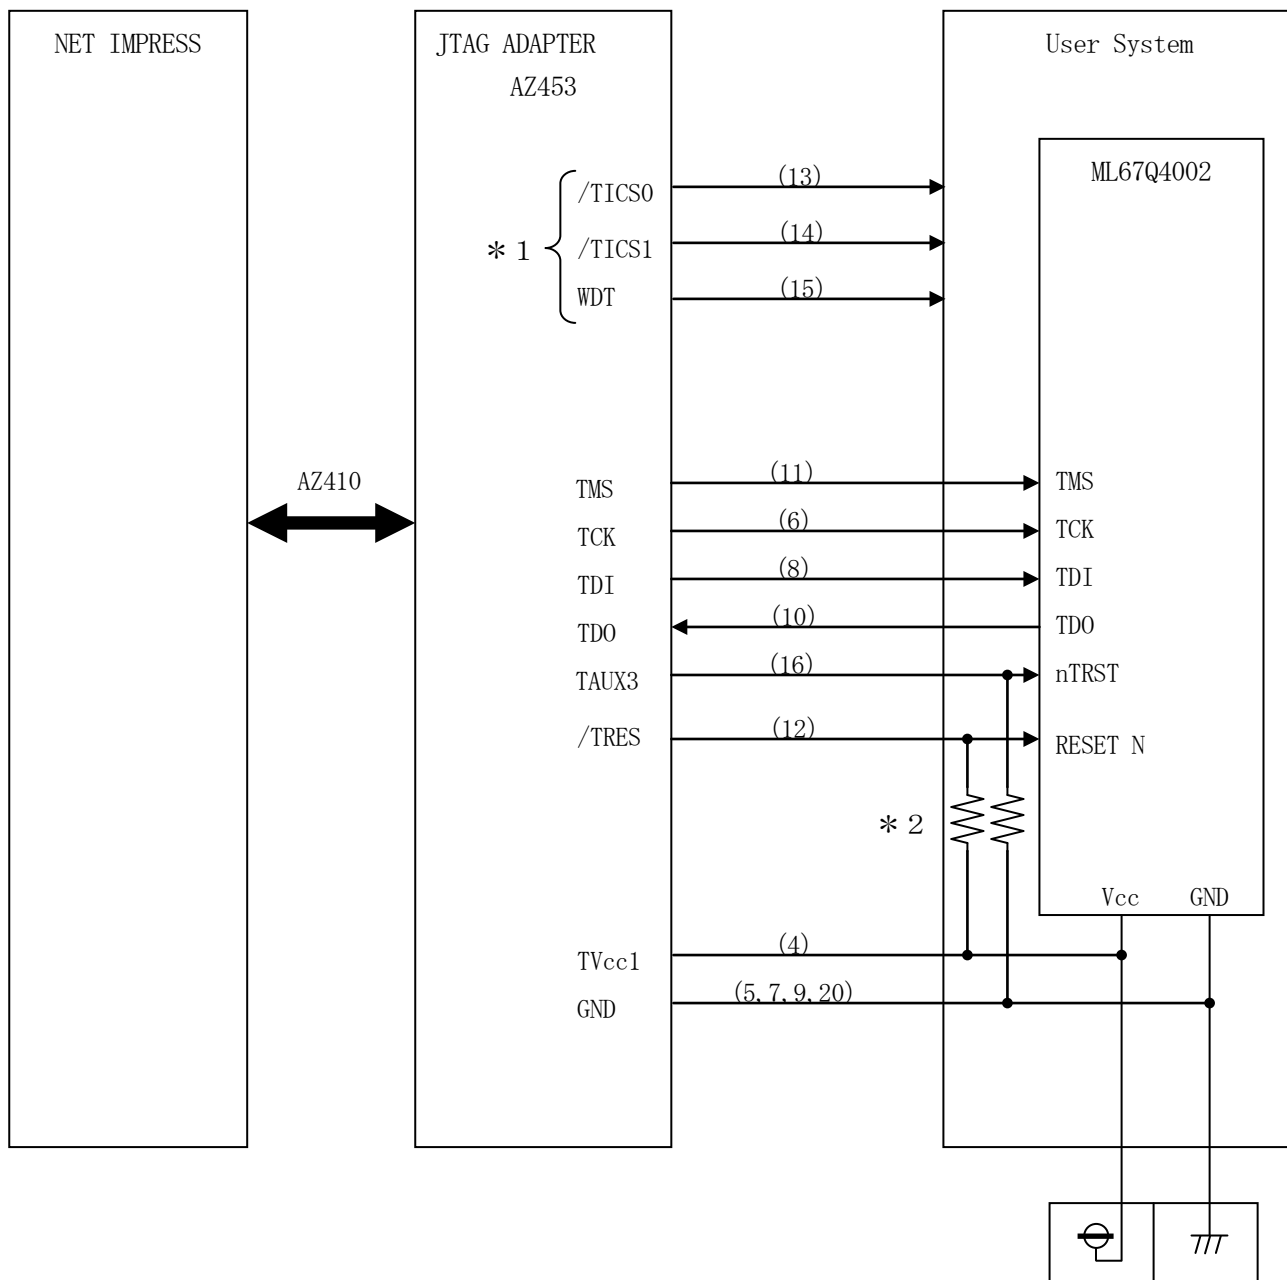 NET IMPRESS
JTAG ADAPTER
AZ453
User System
ML67Q4002
/TICS0
(13)
*1
/TICS1
(14)
WDT
(15)
AZ410
TMS
(11)
TMS
TCK
(6)
TCK
TDI
(8)
TDI
TDO
(10)
TDO
TAUX3
(16)
nTRST
/TRES
(12)
RESET N
*2
Vcc
GND
TVcc1
(4)
GND
(5,7,9,20)